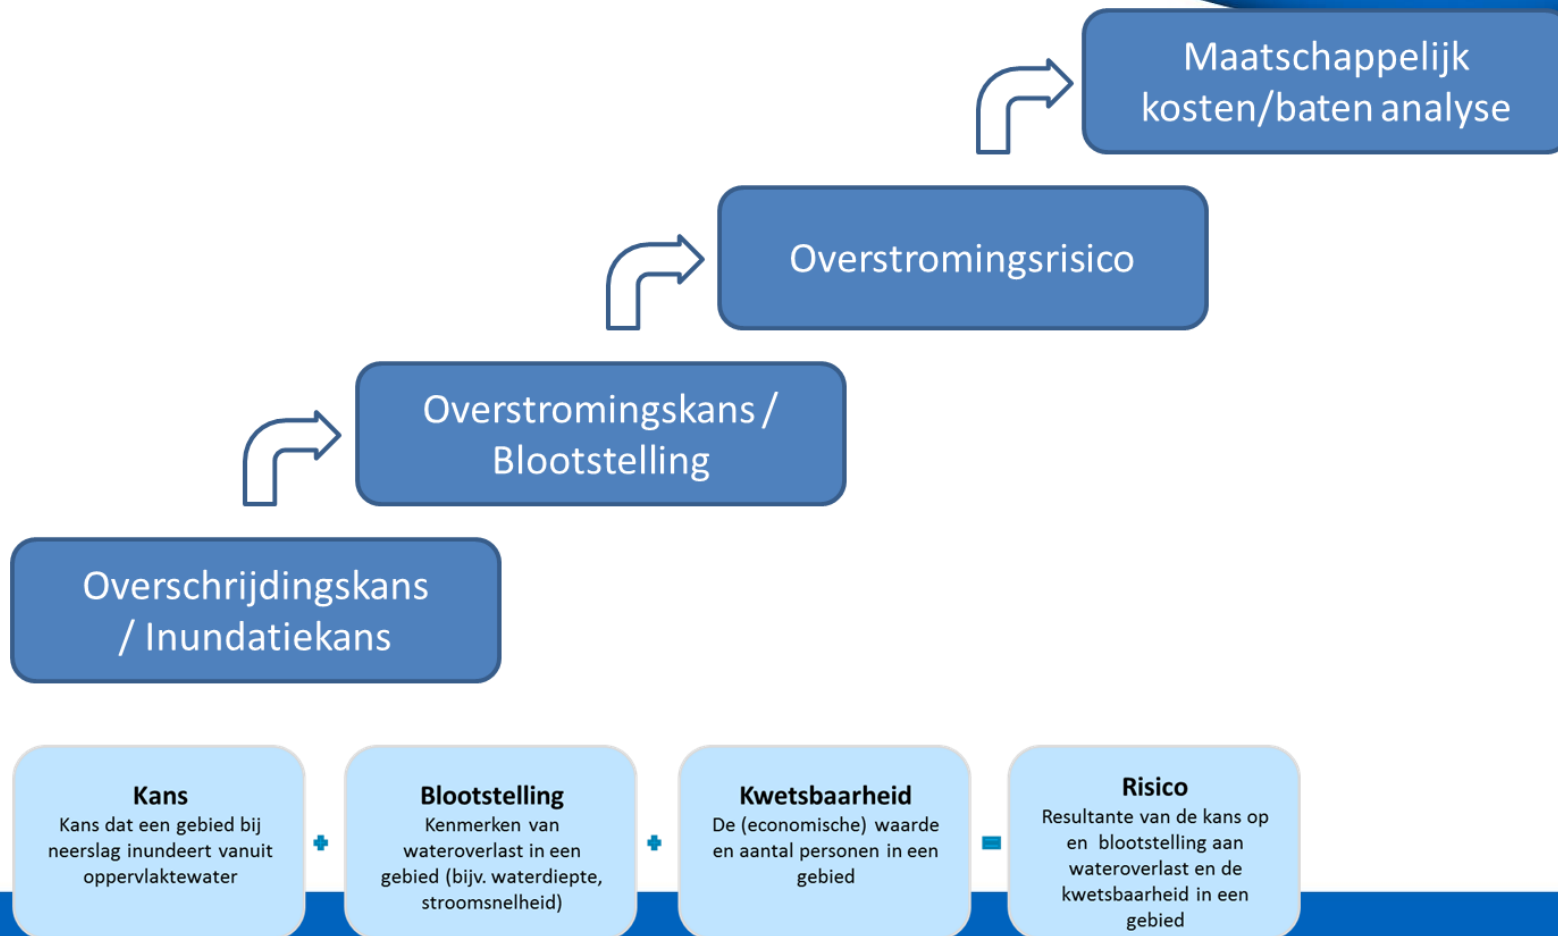 Maatschappelijk
kosten/baten analyse
Overstromingsrisico
Overstromingskans /
Blootstelling
Overschrijdingskans
/ Inundatiekans
Kans
Kans dat een gebied bij
neerslag inundeert vanuit
oppervlaktewater
+
Blootstelling
Kenmerken van
wateroverlast in een
gebied (bijv. waterdiepte,
stroomsnelheid)
+
Kwetsbaarheid
De (economische) waarde
en aantal personen in een
gebied
=
Risico
Resultante van de kans op
en blootstelling aan
wateroverlast en de
kwetsbaarheid in een
gebied